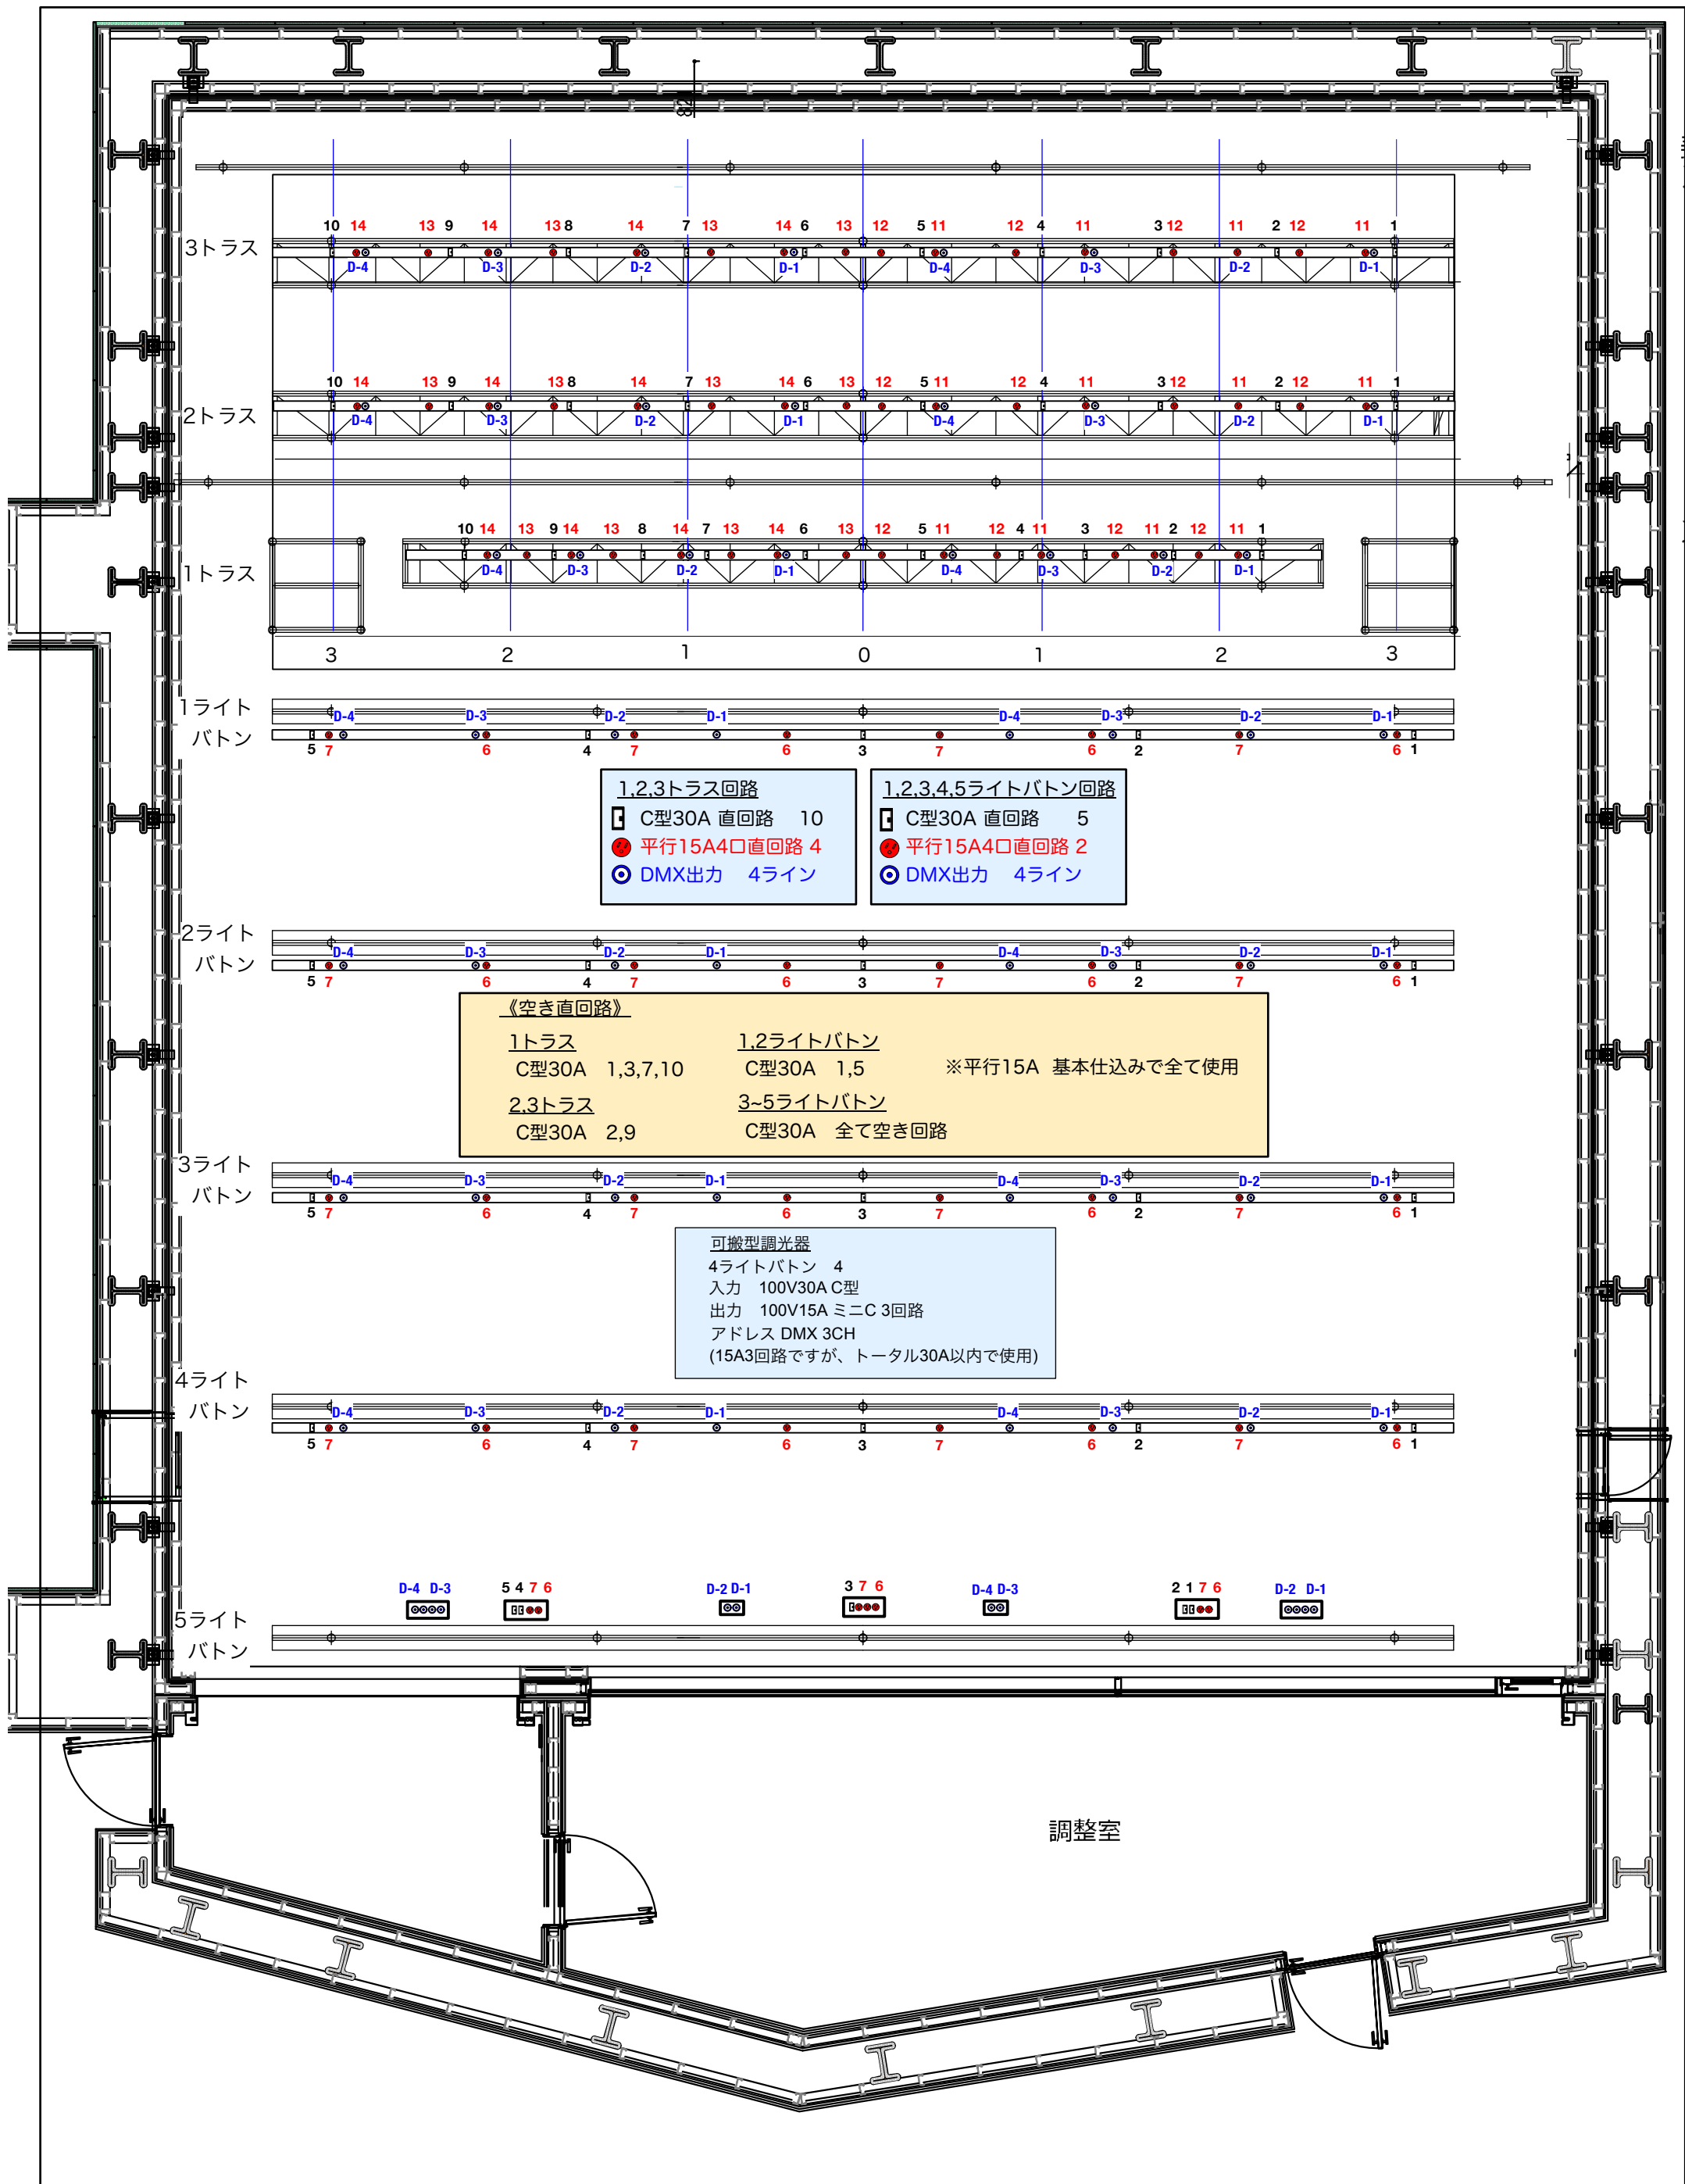 821
10 14 13 9 14 13 8 14 7 13 14 6 13 12 5 11 12 4 11 3 12 11 2 12 11 1
3トラス
D-4 D-3 D-2 D-1 D-4 D-3 D-2 D-1
10 14 13 9 14 13 8 14 7 13 14 6 13 12 5 11 12 4 11 3 12 11 2 12 11 1
2トラス
D-4 D-3 D-2 D-1 D-4 D-3 D-2 D-1
10 14 13 9 14 13 8 14 7 13 14 6 13 12 5 11 12 4 11 3 12 11 2 12 11 1
1トラス
D-4 D-3 D-2 D-1 D-4 D-3 D-2 D-1
3 2 1 0 1 2 3
1ライト
バトン
D-4 D-3 D-2 D-1 D-4 D-3 D-2 D-1
5 7 6 4 7 6 3 7 6 2 7 6 1
1,2,3トラス回路
C型30A 直回路 10
平行15A4口直回路 4
DMX出力 4ライン
1,2,3,4,5ライトバトン回路
C型30A 直回路 5
平行15A4口直回路 2
DMX出力 4ライン
2ライト
バトン
D-4 D-3 D-2 D-1 D-4 D-3 D-2 D-1
5 7 6 4 7 6 3 7 6 2 7 6 1
《空き直回路》
1トラス
C型30A 1,3,7,10
2,3トラス
C型30A 2,9
1,2ライトバトン
C型30A 1,5
3~5ライトバトン
C型30A 全て空き回路
※平行15A 基本仕込みで全て使用
3ライト
バトン
D-4 D-3 D-2 D-1 D-4 D-3 D-2 D-1
5 7 6 4 7 6 3 7 6 2 7 6 1
可搬型調光器
4ライトバトン 4
入力 100V30A C型
出力 100V15A ミニC 3回路
アドレス DMX 3CH
(15A3回路ですが、トータル30A以内で使用)
4ライト
バトン
D-4 D-3 D-2 D-1 D-4 D-3 D-2 D-1
5 7 6 4 7 6 3 7 6 2 7 6 1
D-4 D-3 5 4 7 6 D-2 D-1 3 7 6 D-4 D-3 2 1 7 6 D-2 D-1
5ライト
バトン
調整室